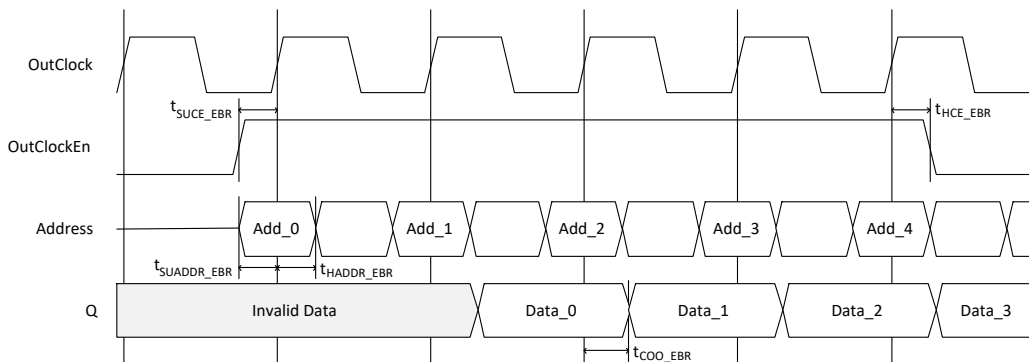 OutClock
tSUCE_EBR
tHCE_EBR
OutClockEn
Address
Add_0
Add_1
Add_2
Add_3
Add_4
tSUADDR_EBR
tHADDR_EBR
Q
Invalid Data
Data_0
Data_1
Data_2
Data_3
tCOO_EBR